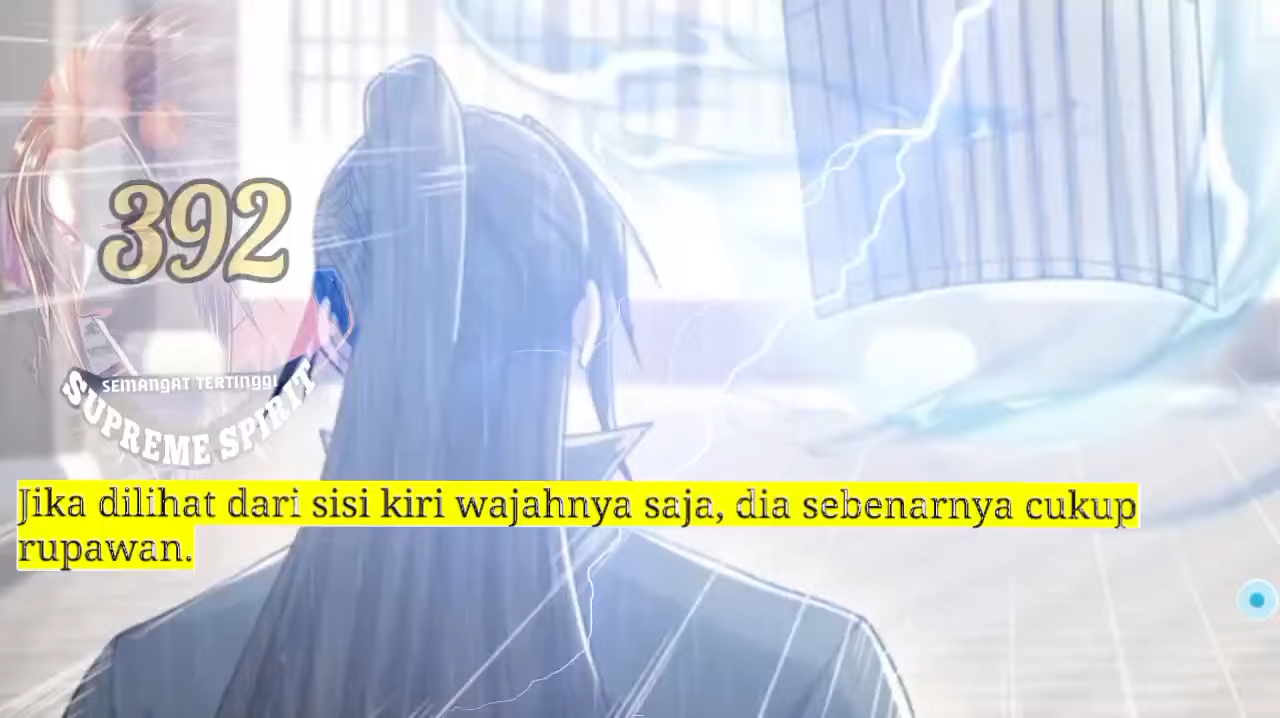 392
SEMANGAT TERTINGGI
SUPREME SPIRIT
Jika dilihat dari sisi kiri wajahnya saja, dia sebenarnya cukup
rupawan.